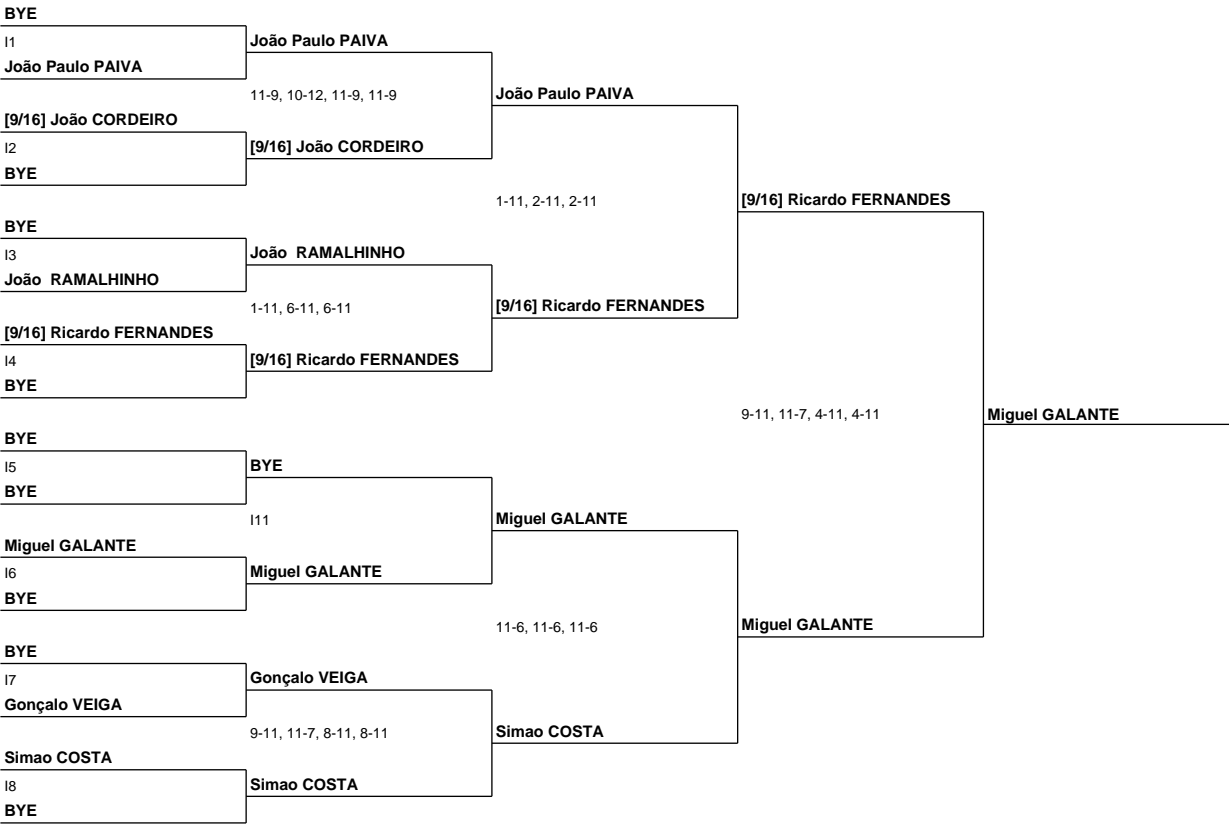 BYE
I1
João Paulo PAIVA
[9/16] João CORDEIRO
I2
BYE
BYE
I3
João  RAMALHINHO
[9/16] Ricardo FERNANDES
I4
BYE
BYE
I5
BYE
Miguel GALANTE
I6
BYE
BYE
I7
Gonçalo VEIGA
Simao COSTA
I8
BYE
João Paulo PAIVA
11-9, 10-12, 11-9, 11-9
[9/16] João CORDEIRO
João  RAMALHINHO
1-11, 6-11, 6-11
[9/16] Ricardo FERNANDES
BYE
I11
Miguel GALANTE
Gonçalo VEIGA
9-11, 11-7, 8-11, 8-11
Simao COSTA
João Paulo PAIVA
1-11, 2-11, 2-11
[9/16] Ricardo FERNANDES
Miguel GALANTE
11-6, 11-6, 11-6
Simao COSTA
[9/16] Ricardo FERNANDES
9-11, 11-7, 4-11, 4-11
Miguel GALANTE
Miguel GALANTE